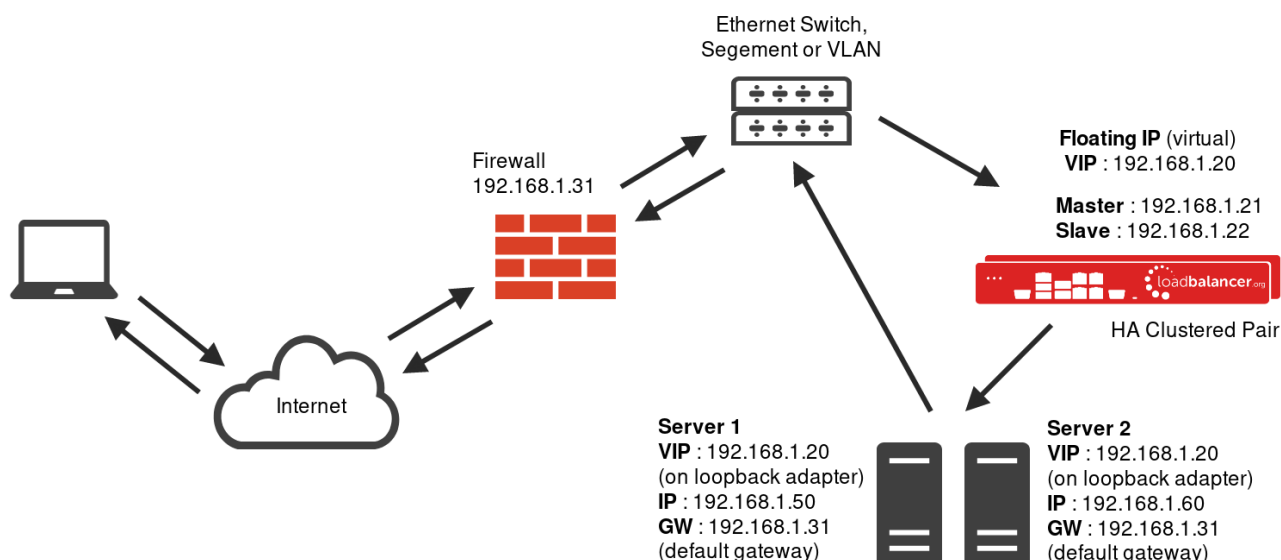 Ethernet Switch,
Segement or VLAN
Firewall
192.168.1.31
Floating IP (virtual)
VIP : 192.168.1.20
Master : 192.168.1.21
Slave : 192.168.1.22
loadbalancer.org
HA Clustered Pair
Internet
Server 1
VIP : 192.168.1.20
(on loopback adapter)
IP : 192.168.1.50
GW : 192.168.1.31
(default gateway)
Server 2
VIP : 192.168.1.20
(on loopback adapter)
IP : 192.168.1.60
GW : 192.168.1.31
(default gateway)